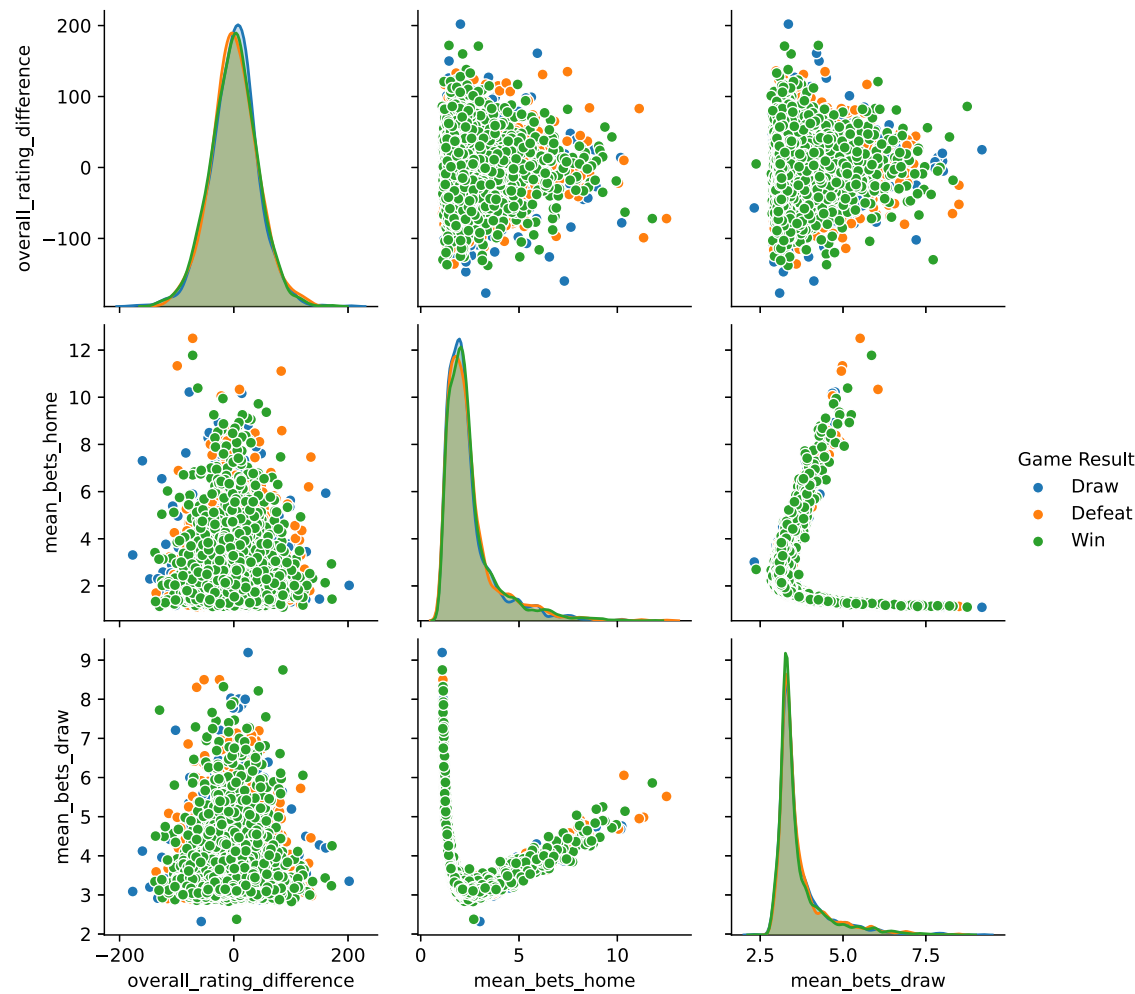 overall_rating_difference
200
100
0
−100
mean_bets_home
12
10
8
6
4
2
Game Result
Draw
Defeat
Win
mean_bets_draw
9
8
7
6
5
4
3
2
−200 0 200
0 5 10
2.5 5.0 7.5
overall_rating_difference mean_bets_home mean_bets_draw